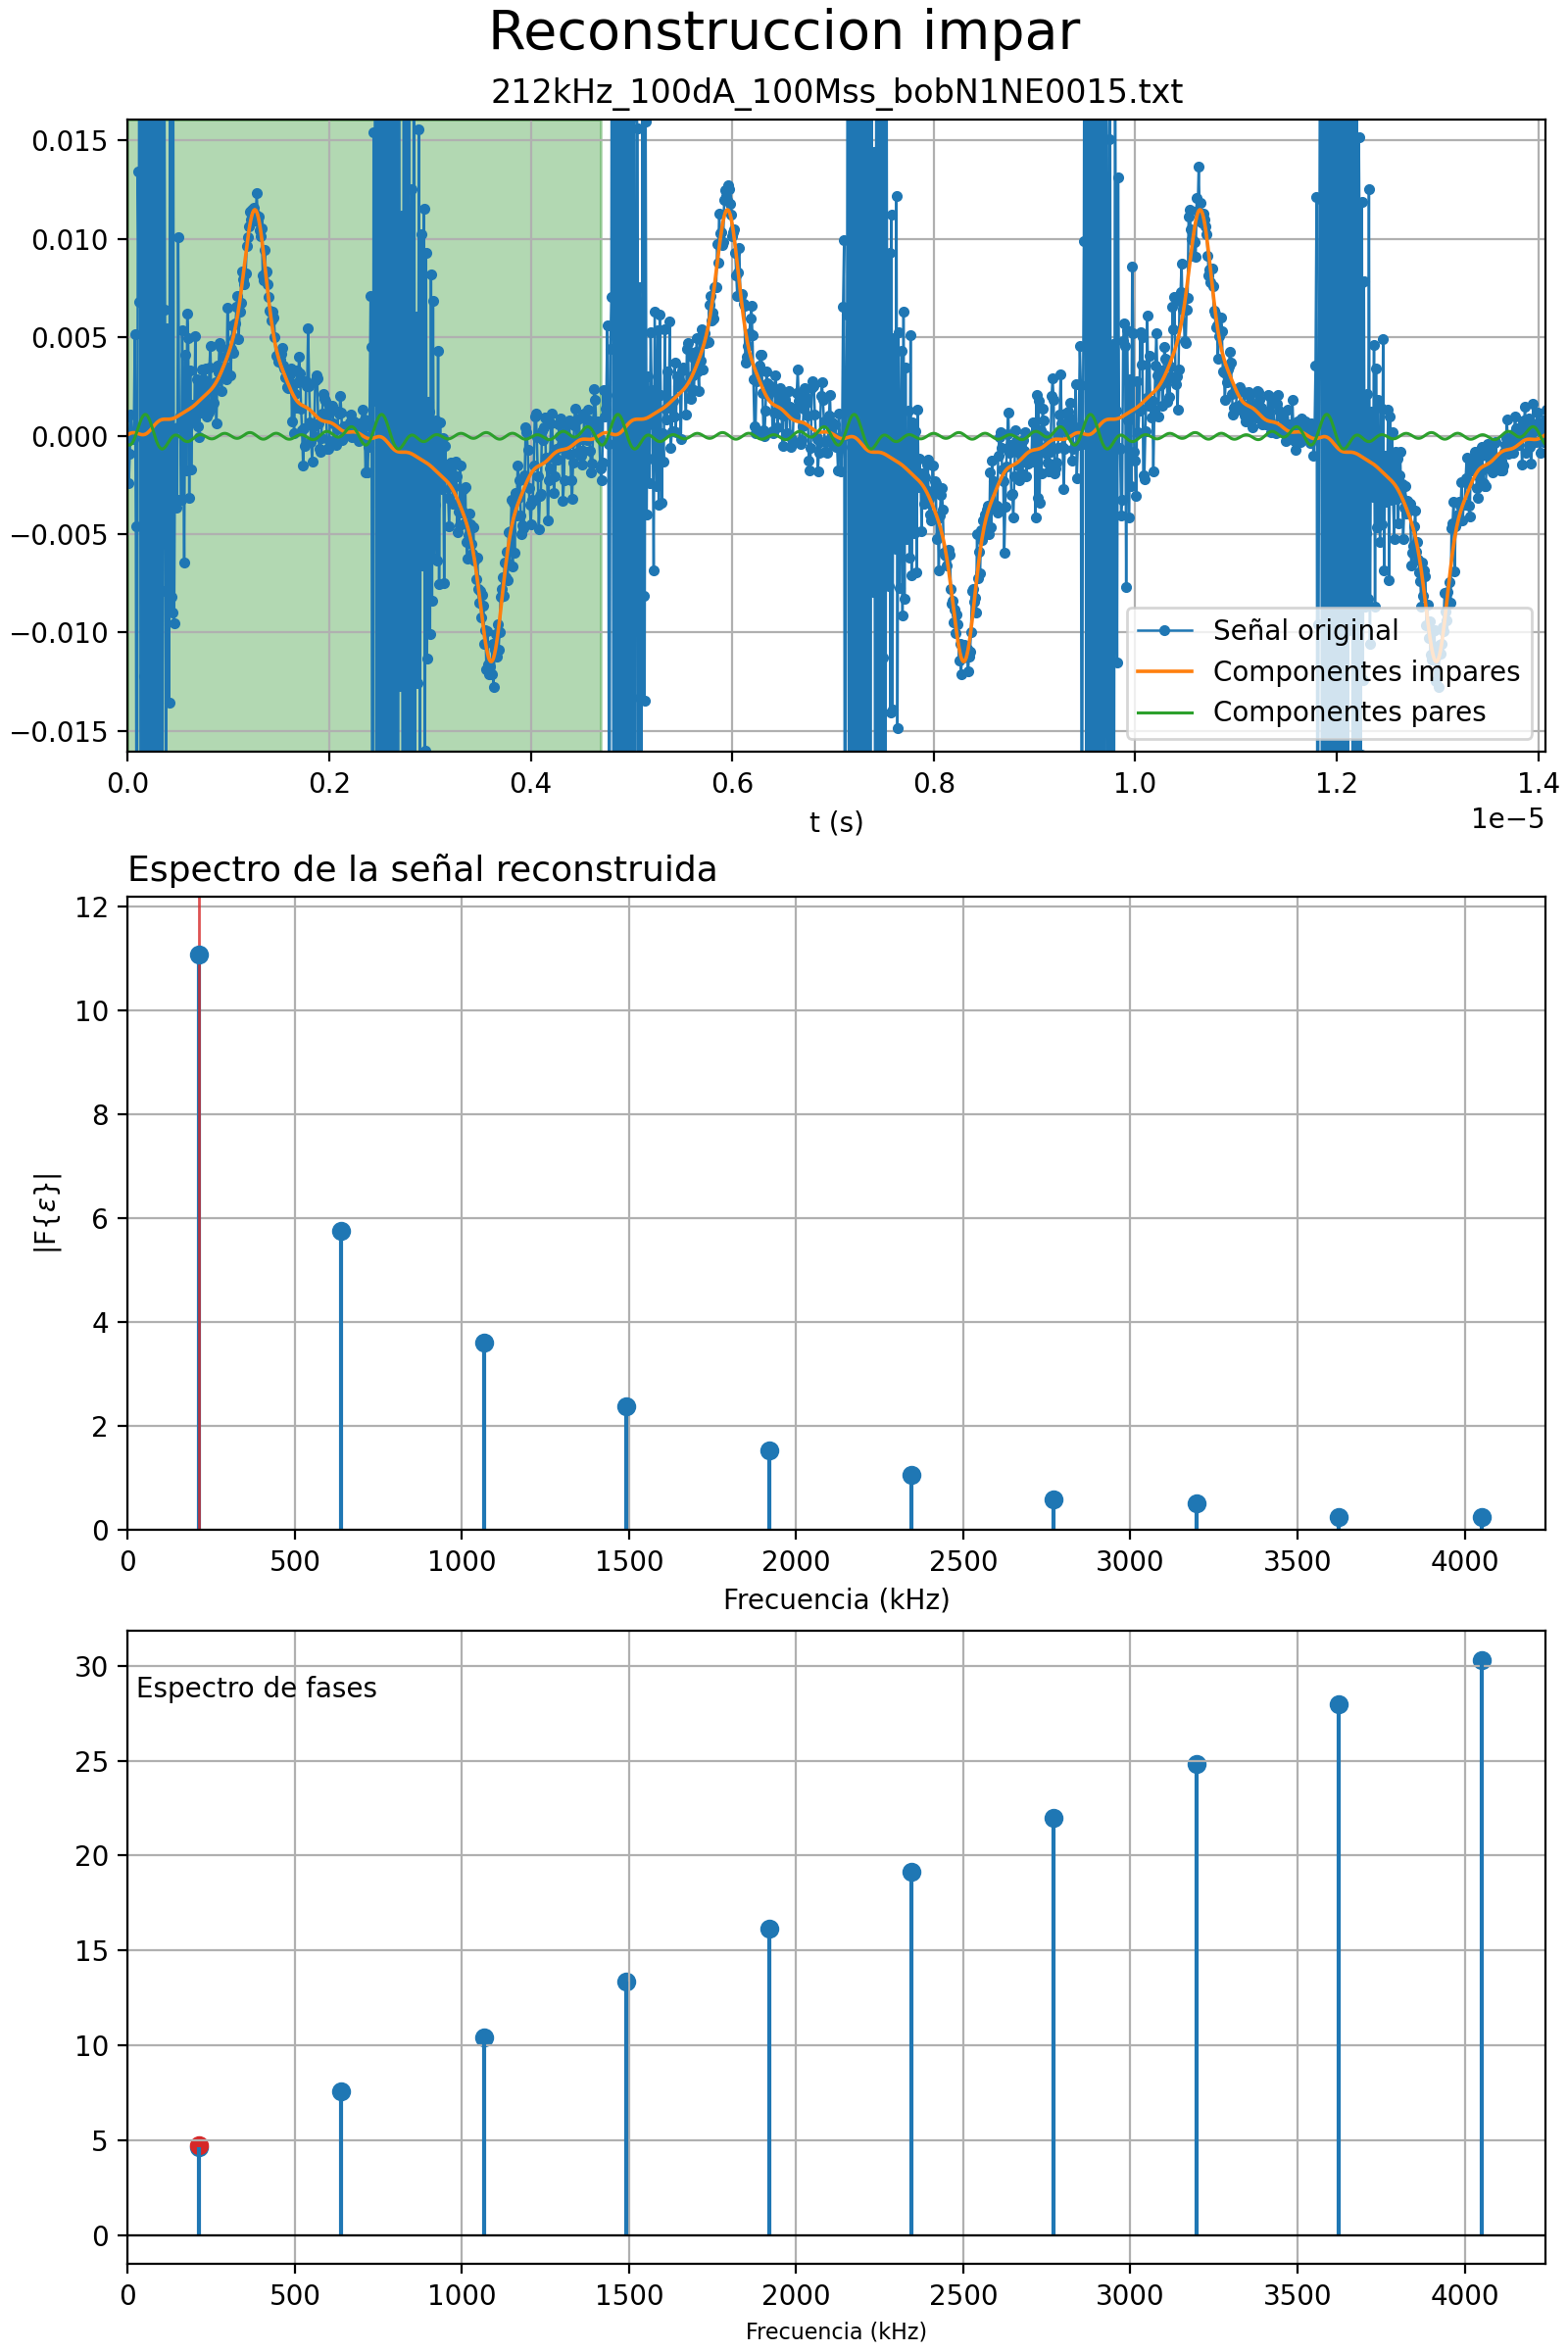 Reconstruccion impar
212kHz_100dA_100Mss_bobN1NE0015.txt
0.015
0.010
0.005
0.000
−0.005
−0.010
−0.015
Señal original
Componentes impares
Componentes pares
0.0 0.2 0.4 0.6 0.8 1.0 1.2 1.4
1e−5
t (s)
Espectro de la señal reconstruida
12
10
8
6
4
2
0
|F{ε}|
0 500 1000 1500 2000 2500 3000 3500 4000
Frecuencia (kHz)
Espectro de fases
30
25
20
15
10
5
0
0 500 1000 1500 2000 2500 3000 3500 4000
Frecuencia (kHz)